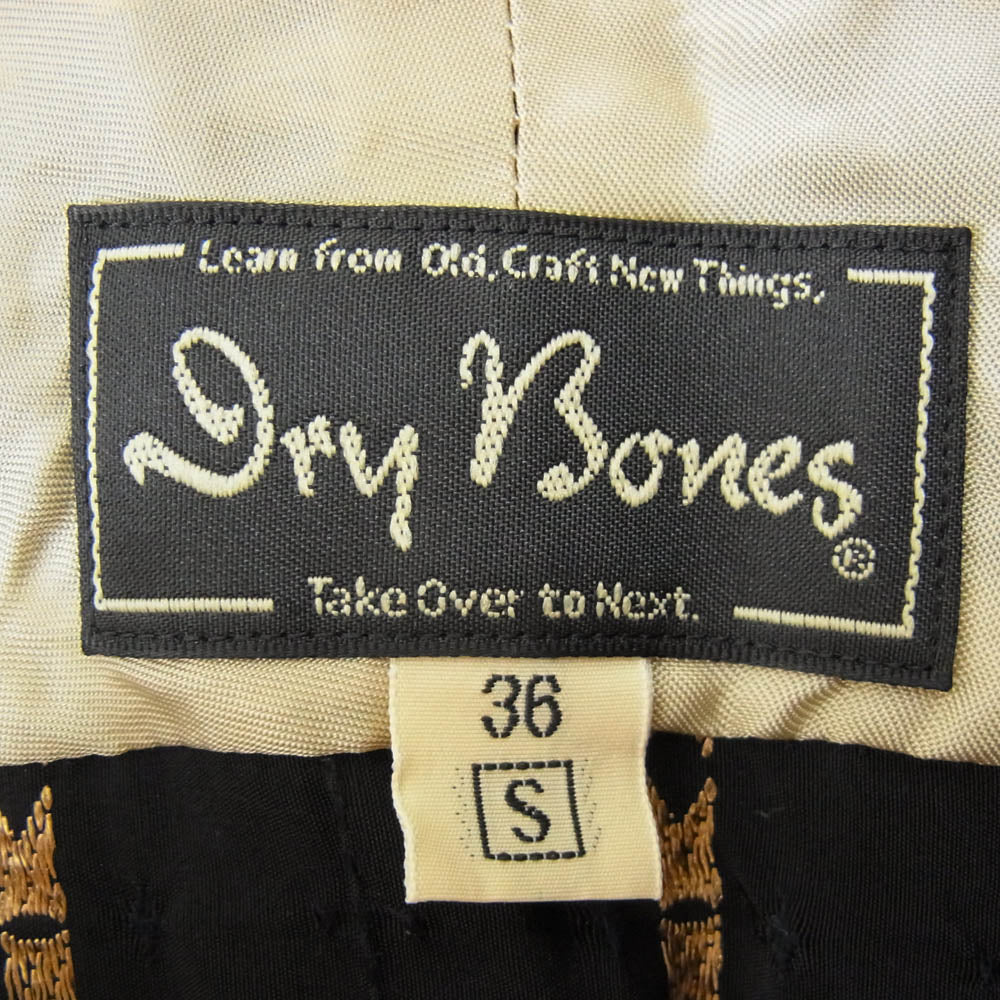 Learn from Old, Craft New Things,
Dry Bones
®
Take Over to Next.
36
S